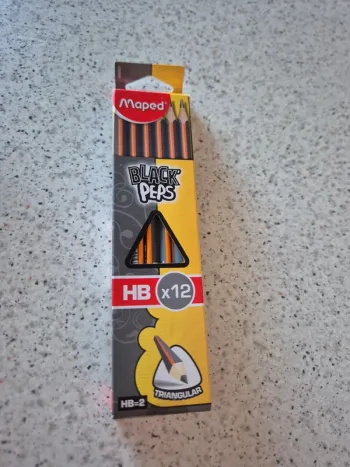 Maped
BLACK'
PEPS
HB x12
TRIANGULAR
HB=2